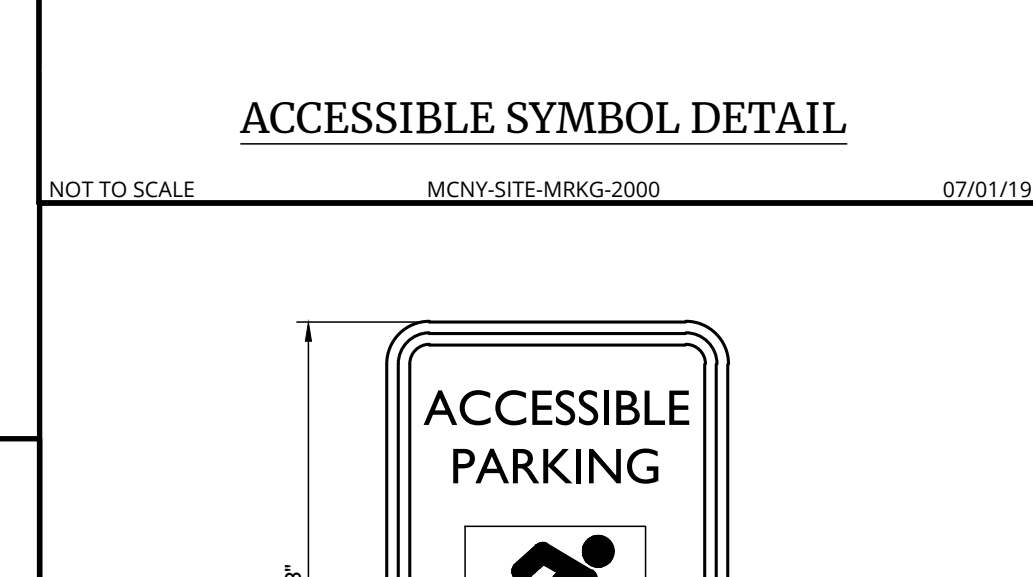 ACCESSIBLE SYMBOL DETAIL
NOT TO SCALE MCNY-SITE-MRKG-2000 07/01/19
ACCESSIBLE
PARKING